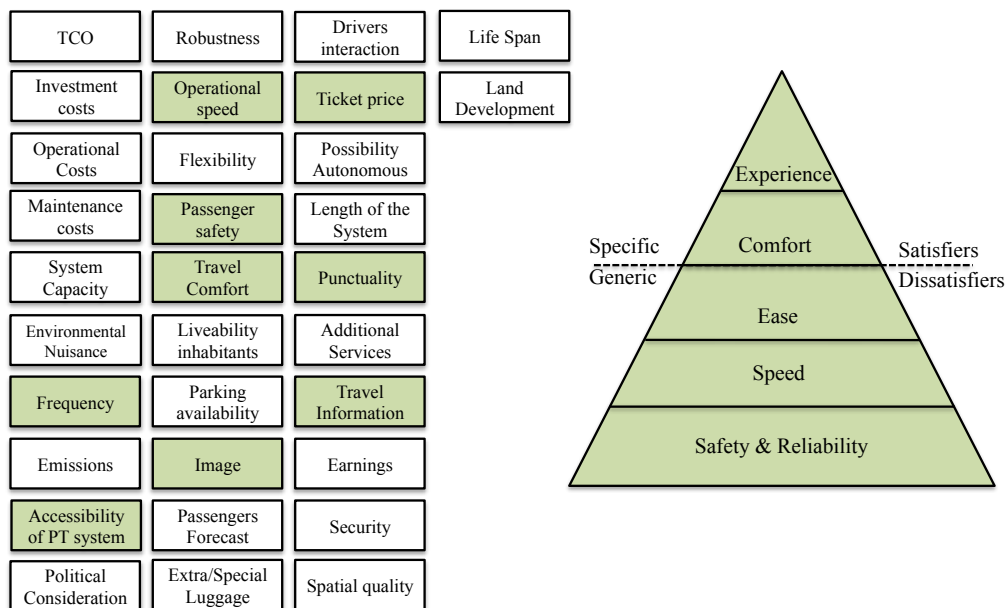 TCO
Robustness
Drivers
interaction
Life Span
Investment
costs
Operational
speed
Ticket price
Land
Development
Operational
Costs
Flexibility
Possibility
Autonomous
Maintenance
costs
Passenger
safety
Length of the
System
System
Capacity
Travel
Comfort
Punctuality
Environmental
Nuisance
Liveability
inhabitants
Additional
Services
Frequency
Parking
availability
Travel
Information
Emissions
Image
Earnings
Accessibility
of PT system
Passengers
Forecast
Security
Political
Consideration
Extra/Special
Luggage
Spatial quality
Experience
Comfort
Specific
Generic
Satisfiers
Dissatisfiers
Ease
Speed
Safety & Reliability